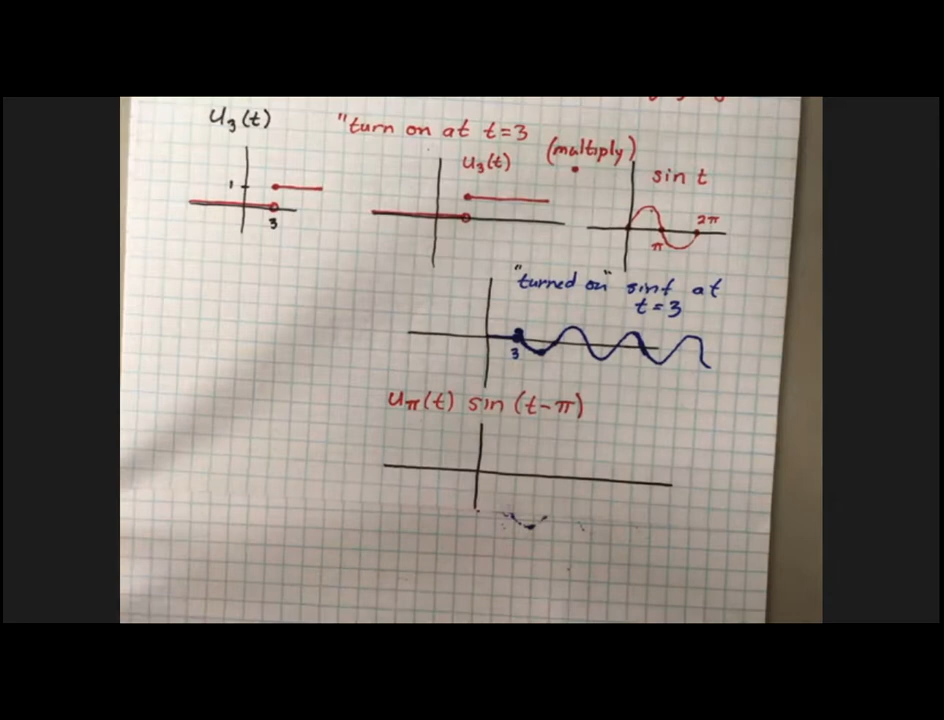 u₃(t)
"turn on at t=3
(multiply)
u₃(t)
sin t
1
3
2π
π
"turned on" sint at
t=3
3
uπ(t) sin (t-π)